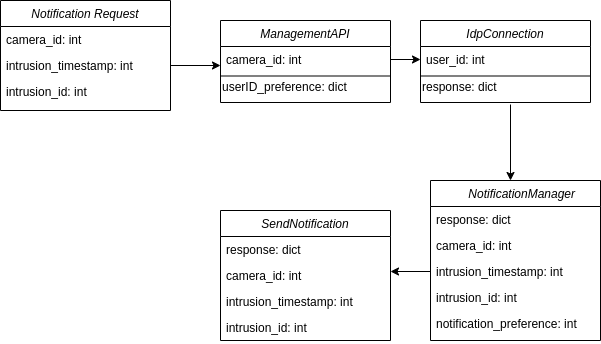 Notification Request
camera_id: int
intrusion_timestamp: int
intrusion_id: int
ManagementAPI
camera_id: int
userID_preference: dict
IdpConnection
user_id: int
response: dict
NotificationManager
response: dict
camera_id: int
intrusion_timestamp: int
intrusion_id: int
notification_preference: int
SendNotification
response: dict
camera_id: int
intrusion_timestamp: int
intrusion_id: int